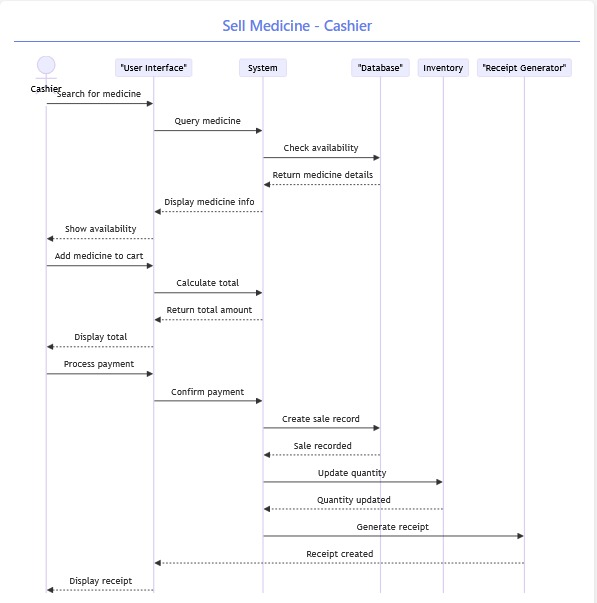 Sell Medicine - Cashier
Cashier
"User Interface"
System
"Database"
Inventory
"Receipt Generator"
Search for medicine
Query medicine
Check availability
Return medicine details
Display medicine info
Show availability
Add medicine to cart
Calculate total
Return total amount
Display total
Process payment
Confirm payment
Create sale record
Sale recorded
Update quantity
Quantity updated
Generate receipt
Receipt created
Display receipt